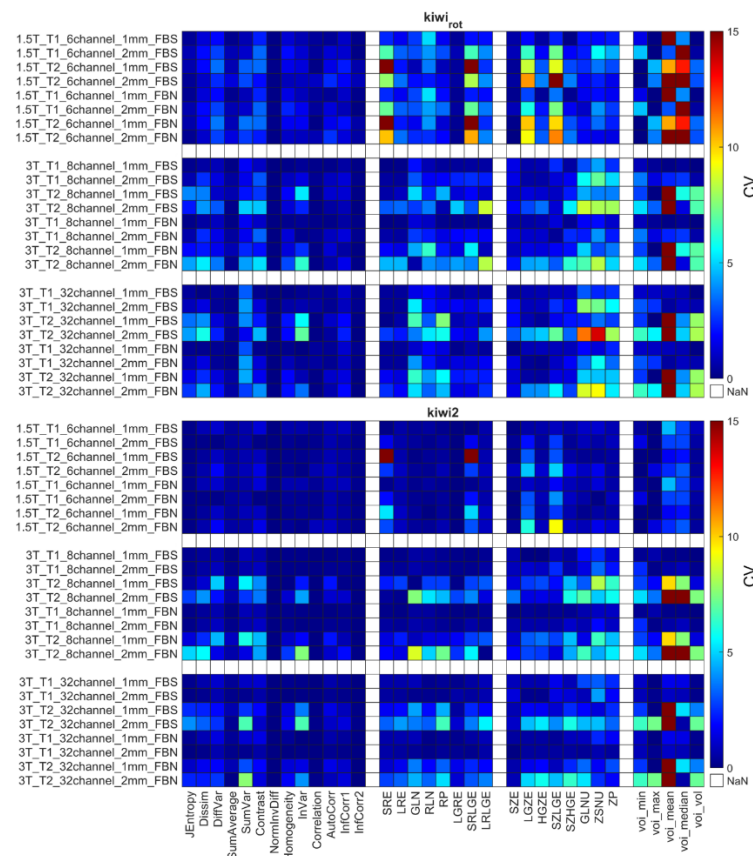 kiwi rot
1.5T_T1_6channel_1mm_FBS
1.5T_T1_6channel_2mm_FBS
1.5T_T2_6channel_1mm_FBS
1.5T_T2_6channel_2mm_FBS
1.5T_T1_6channel_1mm_FBN
1.5T_T1_6channel_2mm_FBN
1.5T_T2_6channel_1mm_FBN
1.5T_T2_6channel_2mm_FBN
3T_T1_8channel_1mm_FBS
3T_T1_8channel_2mm_FBS
3T_T2_8channel_1mm_FBS
3T_T2_8channel_2mm_FBS
3T_T1_8channel_1mm_FBN
3T_T1_8channel_2mm_FBN
3T_T2_8channel_1mm_FBN
3T_T2_8channel_2mm_FBN
3T_T1_32channel_1mm_FBS
3T_T1_32channel_2mm_FBS
3T_T2_32channel_1mm_FBS
3T_T2_32channel_2mm_FBS
3T_T1_32channel_1mm_FBN
3T_T1_32channel_2mm_FBN
3T_T2_32channel_1mm_FBN
3T_T2_32channel_2mm_FBN
15
10
5
0
CV
NaN
kiwi2
1.5T_T1_6channel_1mm_FBS
1.5T_T1_6channel_2mm_FBS
1.5T_T2_6channel_1mm_FBS
1.5T_T2_6channel_2mm_FBS
1.5T_T1_6channel_1mm_FBN
1.5T_T1_6channel_2mm_FBN
1.5T_T2_6channel_1mm_FBN
1.5T_T2_6channel_2mm_FBN
3T_T1_8channel_1mm_FBS
3T_T1_8channel_2mm_FBS
3T_T2_8channel_1mm_FBS
3T_T2_8channel_2mm_FBS
3T_T1_8channel_1mm_FBN
3T_T1_8channel_2mm_FBN
3T_T2_8channel_1mm_FBN
3T_T2_8channel_2mm_FBN
3T_T1_32channel_1mm_FBS
3T_T1_32channel_2mm_FBS
3T_T2_32channel_1mm_FBS
3T_T2_32channel_2mm_FBS
3T_T1_32channel_1mm_FBN
3T_T1_32channel_2mm_FBN
3T_T2_32channel_1mm_FBN
3T_T2_32channel_2mm_FBN
15
10
5
0
CV
NaN
JEntropy
Dissim
DiffVar
SumAverage
SumVar
Contrast
NormInvDiff
Homogeneity
InVar
Correlation
AutoCorr
InfCorr1
InfCorr2
SRE
LRE
GLN
RLN
RP
LGRE
SRLGE
LRLGE
SZE
LGZE
HGZE
SZLGE
SZHGE
GLNU
ZSNU
ZP
voi_min
voi_max
voi_mean
voi_median
voi_vol